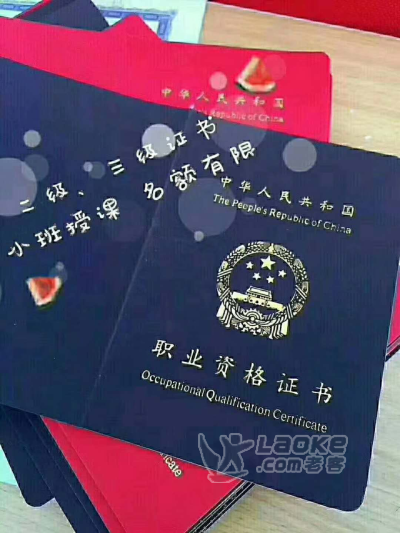 中华人民共和国
People's Republic of China
二级、三级证书
小班授课 名额有限
中华人民共和国
The People's Republic of China
职业资格证书
Occupational Qualification Certificate
LAOKE
.com老客
ificate